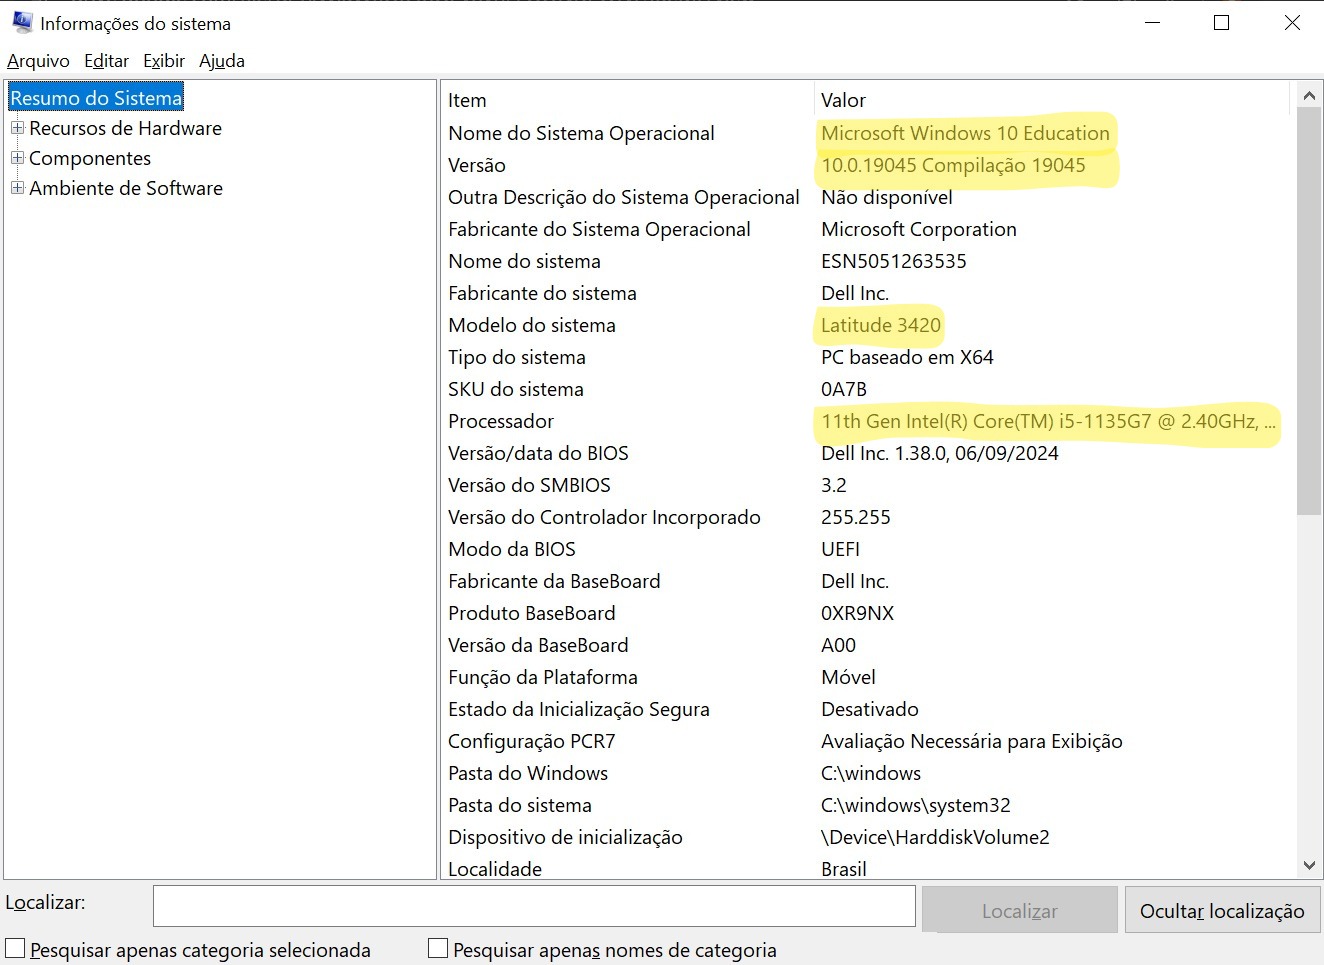 Informações do sistema
Arquivo Editar Exibir Ajuda
Resumo do Sistema
Recursos de Hardware
Componentes
Ambiente de Software
Item Valor
Nome do Sistema Operacional Microsoft Windows 10 Education
Versão 10.0.19045 Compilação 19045
Outra Descrição do Sistema Operacional Não disponível
Fabricante do Sistema Operacional Microsoft Corporation
Nome do sistema ESN5051263535
Fabricante do sistema Dell Inc.
Modelo do sistema Latitude 3420
Tipo do sistema PC baseado em X64
SKU do sistema 0A7B
Processador 11th Gen Intel(R) Core(TM) i5-1135G7 @ 2.40GHz, ...
Versão/data do BIOS Dell Inc. 1.38.0, 06/09/2024
Versão do SMBIOS 3.2
Versão do Controlador Incorporado 255.255
Modo da BIOS UEFI
Fabricante da BaseBoard Dell Inc.
Produto BaseBoard 0XR9NX
Versão da BaseBoard A00
Função da Plataforma Móvel
Estado da Inicialização Segura Desativado
Configuração PCR7 Avaliação Necessária para Exibição
Pasta do Windows C:\windows
Pasta do sistema C:\windows\system32
Dispositivo de inicialização \Device\HarddiskVolume2
Localidade Brasil
Localizar: Localizar Ocultar localização
Pesquisar apenas categoria selecionada Pesquisar apenas nomes de categoria